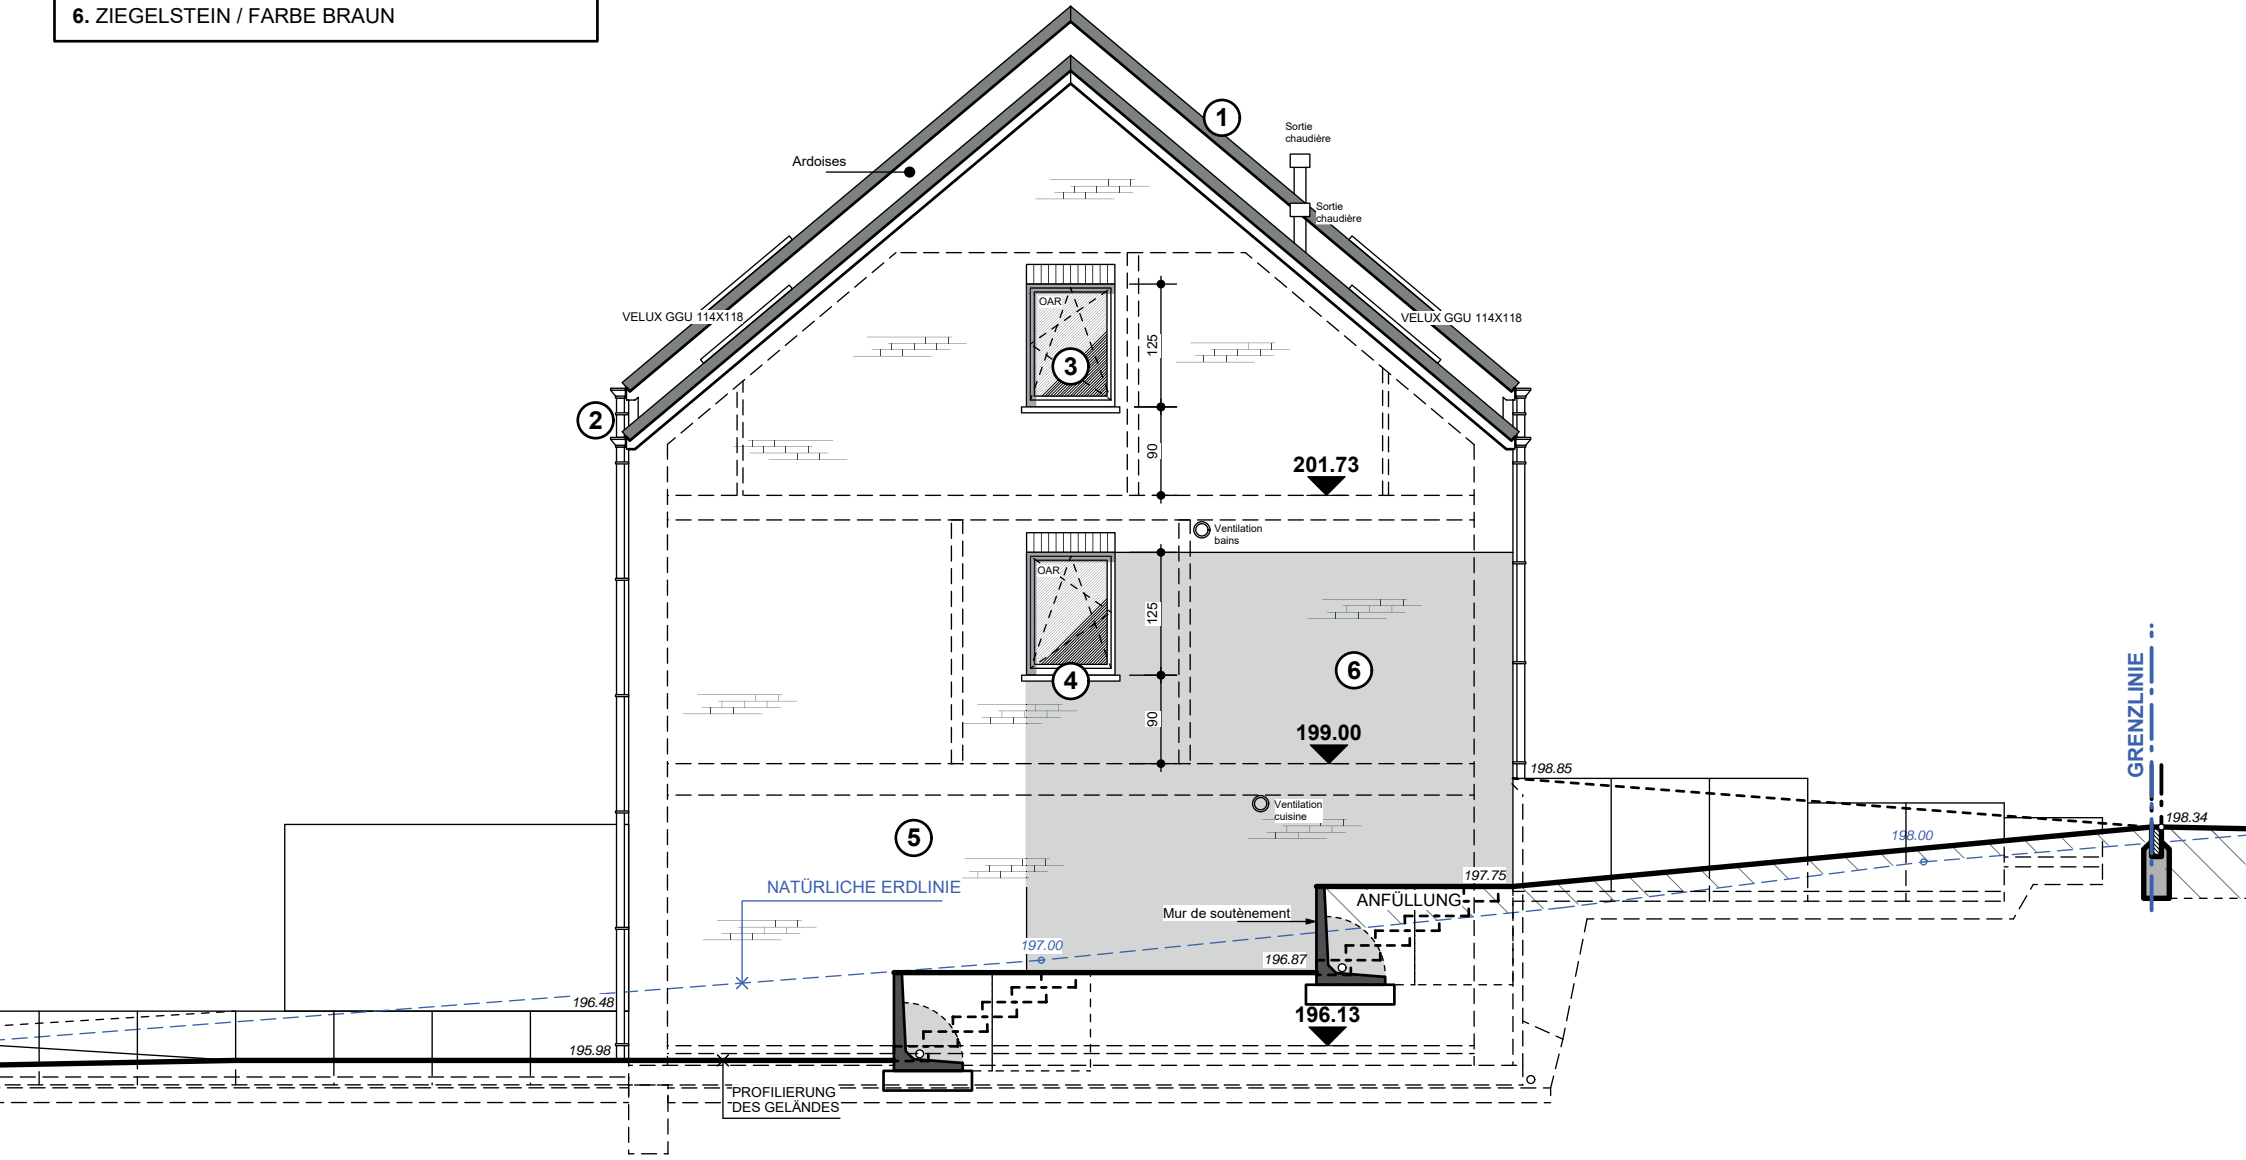 6. ZIEGELSTEIN / FARBE BRAUN
1
Sortie
chaudière
Ardoises
Sortie
chaudière
OAR
VELUX GGU 114X118
VELUX GGU 114X118
125
3
2
90
201.73
Ventilation
bains
OAR
125
6
4
90
199.00
GRENZLINIE
198.85
Ventilation
cuisine
198.34
5
198.00
197.75
NATÜRLICHE ERDLINIE
ANFÜLLUNG
Mur de soutènement
197.00
196.87
196.48
196.13
195.98
PROFILIERUNG
DES GELÄNDES